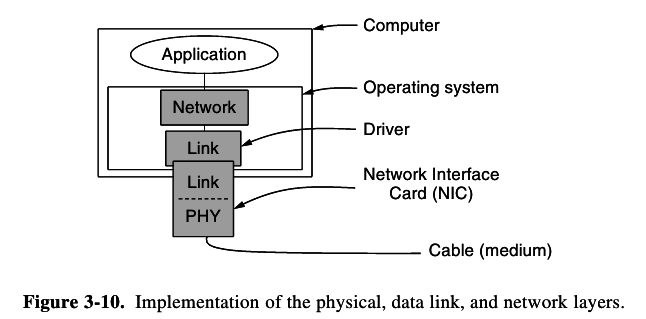 Computer
Application
Operating system
Network
Driver
Link
Link
Network Interface
Card (NIC)
PHY
Cable (medium)
Figure 3-10. Implementation of the physical, data link, and network layers.